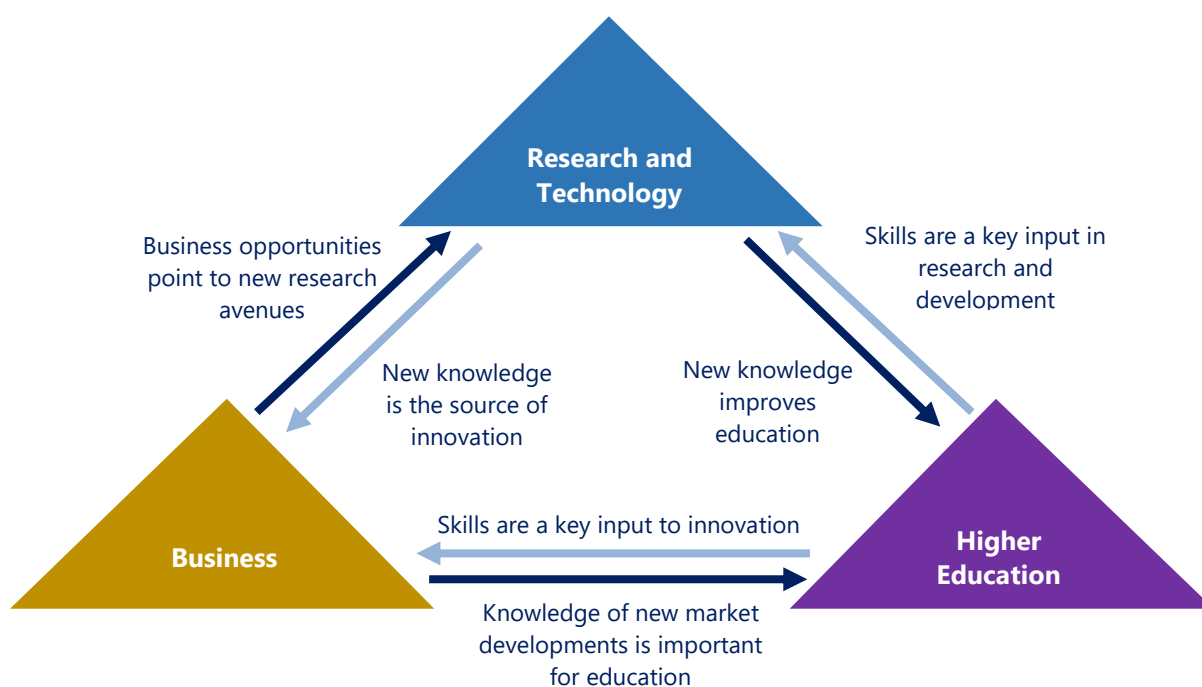 Research and
Technology
Business opportunities
point to new research
avenues
Skills are a key input in
research and
development
New knowledge
is the source of
innovation
New knowledge
improves
education
Business
Skills are a key input to innovation
Higher
Education
Knowledge of new market
developments is important
for education